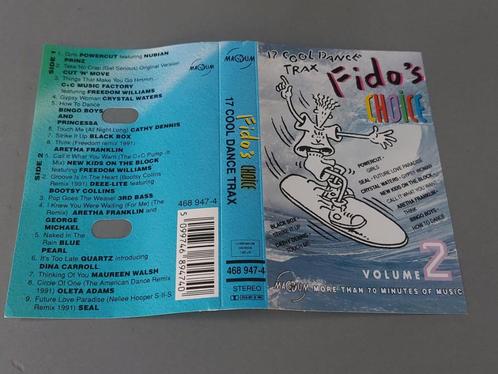 SIDE 1
1. Girls POWERCUT featuring NUBIAN
PRINZ
2. Take No Crap (Get Serious) Original Version
CUT 'N' MOVE
3. Things That Make You Go Hmmm...
C+C MUSIC FACTORY
featuring FREEDOM WILLIAMS
4. Gypsy Woman CRYSTAL WATERS
5. How To Dance
BINGO BOYS
AND
PRINCESSA
6. Touch Me (All Night Long) CATHY DENNIS
7. Strike It Up BLACK BOX
8. Think (Freedom remix 1991)
ARETHA FRANKLIN
SIDE 2
1. Call it What You Want (The C+C Pump-it-
Mix) NEW KIDS ON THE BLOCK
featuring FREEDOM WILLIAMS
2. Groove Is In The Heart (Bootsy Collins
Remix 1991) DEEE-LITE featuring
BOOTSY COLLINS
3. Pop Goes The Weasel 3RD BASS
4. I Knew You Were Waiting (For Me) (The
Remix) ARETHA FRANKLIN and
GEORGE
MICHAEL
5. Naked In The
Rain BLUE
PEARL
6. It's Too Late QUARTZ introducing
DINA CARROLL
7. Thinking Of You MAUREEN WALSH
8. Circle Of One (The American Dance Remix
1991) OLETA ADAMS
9. Future Love Paradise (Nellee Hooper S-II-S
Remix 1991) SEAL
468 947-4
5 099746 894740
MAGNUM
Fido's
CHOICE
17 COOL DANCE TRAX
468 947-4
STEREO
17 COOL DANCE
TRAX
Fido's
CHOICE
POWERCUT -
GIRLS
SEAL - FUTURE LOVE PARADISE
CRYSTAL WATERS - GYPSY WOMAN
NEW KIDS ON THE BLOCK -
CALL IT WHAT YOU WANT
ARETHA FRANKLIN -
THINK
BINGO BOYS -
HOW TO DANCE
BLACK BOX -
STRIKE IT UP
CATHY DENNIS -
TOUCH ME
VOLUME 2
MAGNUM MORE THAN 70 MINUTES OF MUSIC